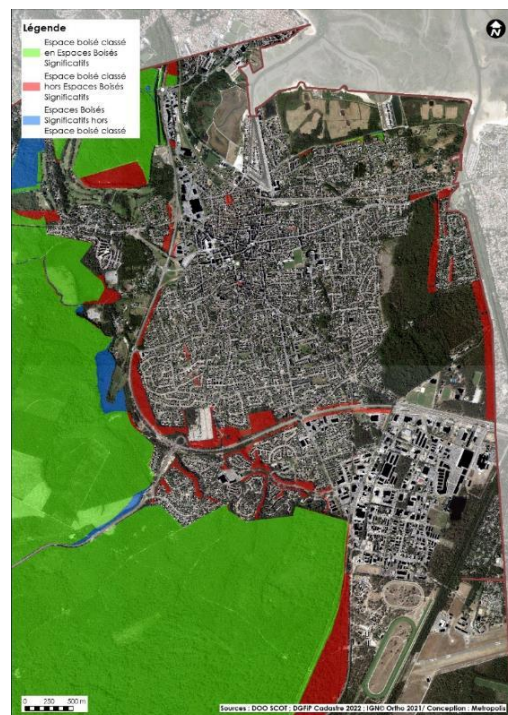 Légende
Espace boisé classé
en Espaces Boisés
Significatifs
Espace boisé classé
hors Espaces Boisés
Significatifs
Espaces Boisés
Significatifs hors
Espace boisé classé
N
0 250 500 m
Sources : DOO SCOT ; DGFiP Cadastre 2022 ; IGN© Ortho 2021/ Conception : Metropolis